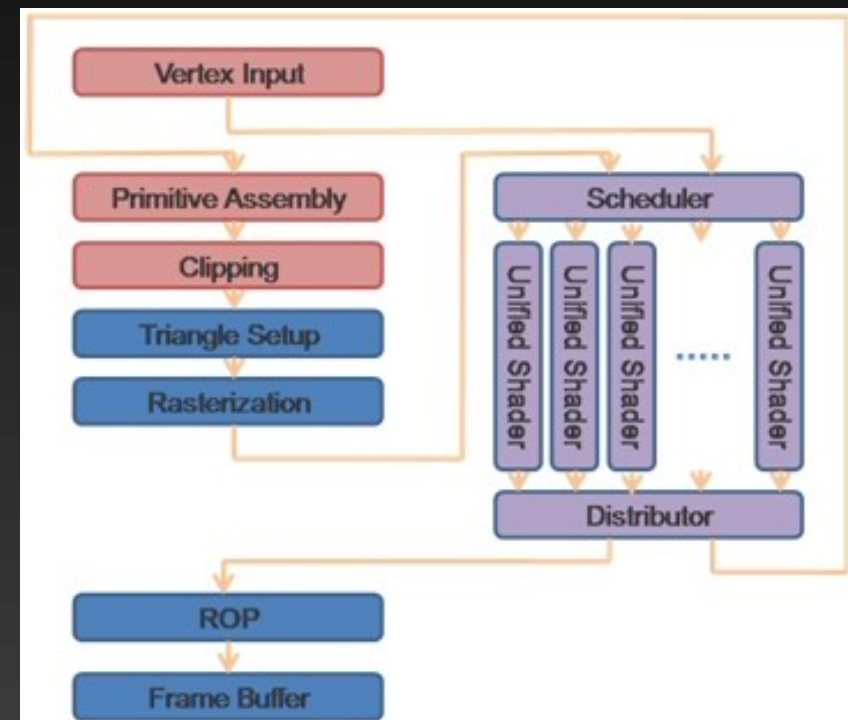 Vertex Input
Primitive Assembly
Clipping
Triangle Setup
Rasterization
Scheduler
Unified Shader
Unified Shader
Unified Shader
Unified Shader
Distributor
ROP
Frame Buffer